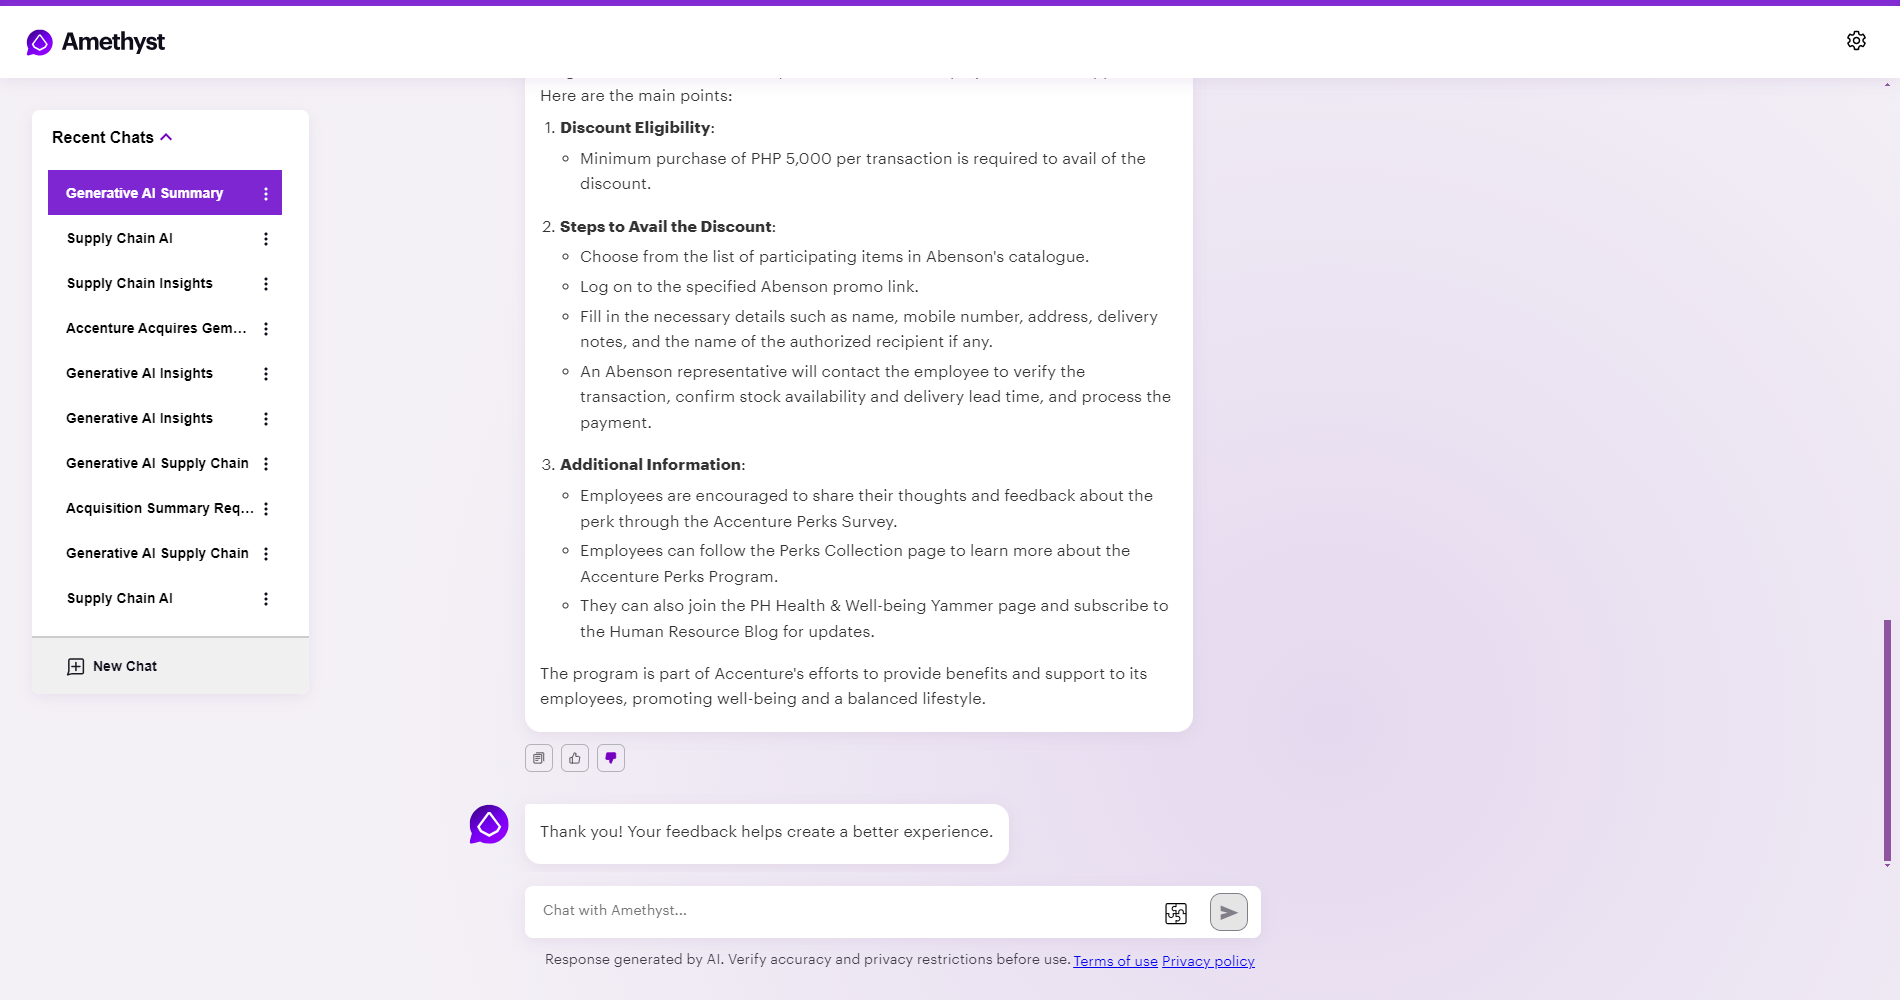 Amethyst
Recent Chats
Generative AI Summary
Supply Chain AI
Supply Chain Insights
Accenture Acquires Gem...
Generative AI Insights
Generative AI Insights
Generative AI Supply Chain
Acquisition Summary Req...
Generative AI Supply Chain
Supply Chain AI
New Chat
Here are the main points:
1. Discount Eligibility:
Minimum purchase of PHP 5,000 per transaction is required to avail of the
discount.
2. Steps to Avail the Discount:
Choose from the list of participating items in Abenson's catalogue.
Log on to the specified Abenson promo link.
Fill in the necessary details such as name, mobile number, address, delivery
notes, and the name of the authorized recipient if any.
An Abenson representative will contact the employee to verify the
transaction, confirm stock availability and delivery lead time, and process the
payment.
3. Additional Information:
Employees are encouraged to share their thoughts and feedback about the
perk through the Accenture Perks Survey.
Employees can follow the Perks Collection page to learn more about the
Accenture Perks Program.
They can also join the PH Health & Well-being Yammer page and subscribe to
the Human Resource Blog for updates.
The program is part of Accenture's efforts to provide benefits and support to its
employees, promoting well-being and a balanced lifestyle.
Thank you! Your feedback helps create a better experience.
Chat with Amethyst...
Response generated by AI. Verify accuracy and privacy restrictions before use. Terms of use Privacy policy